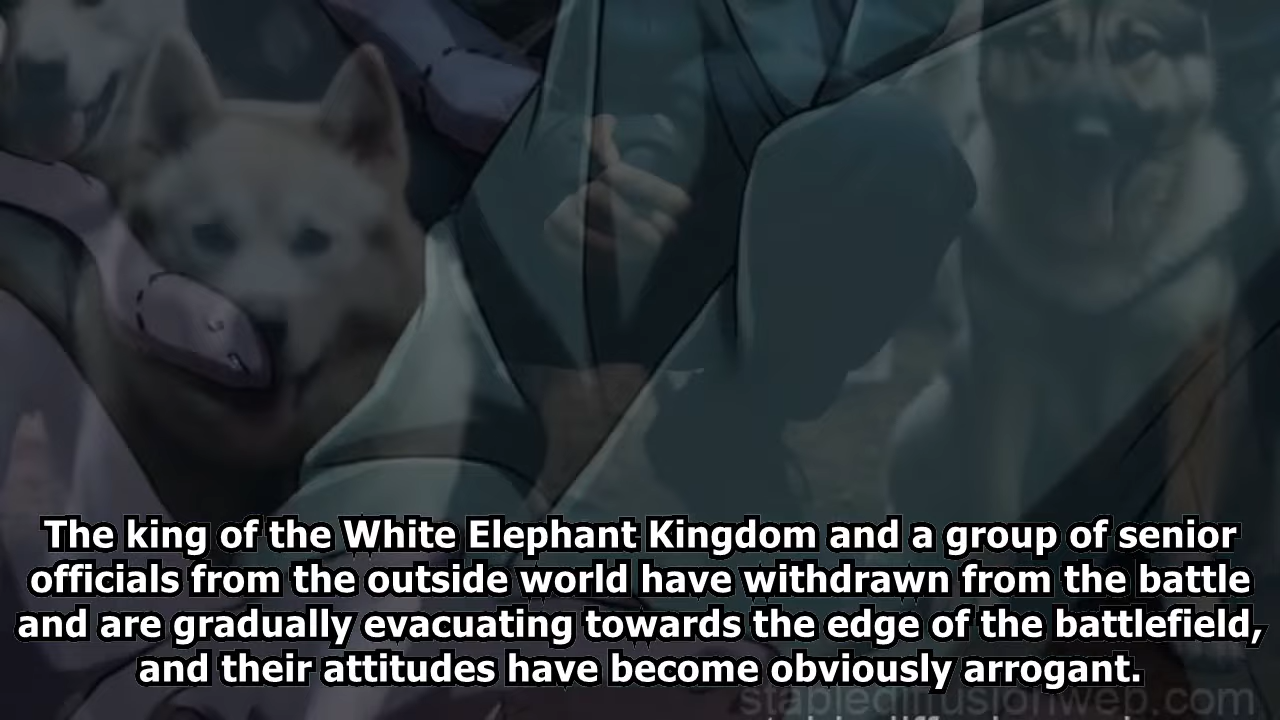 The king of the White Elephant Kingdom and a group of senior
officials from the outside world have withdrawn from the battle
and are gradually evacuating towards the edge of the battlefield,
and their attitudes have become obviously arrogant.
stablediffusionweb.com